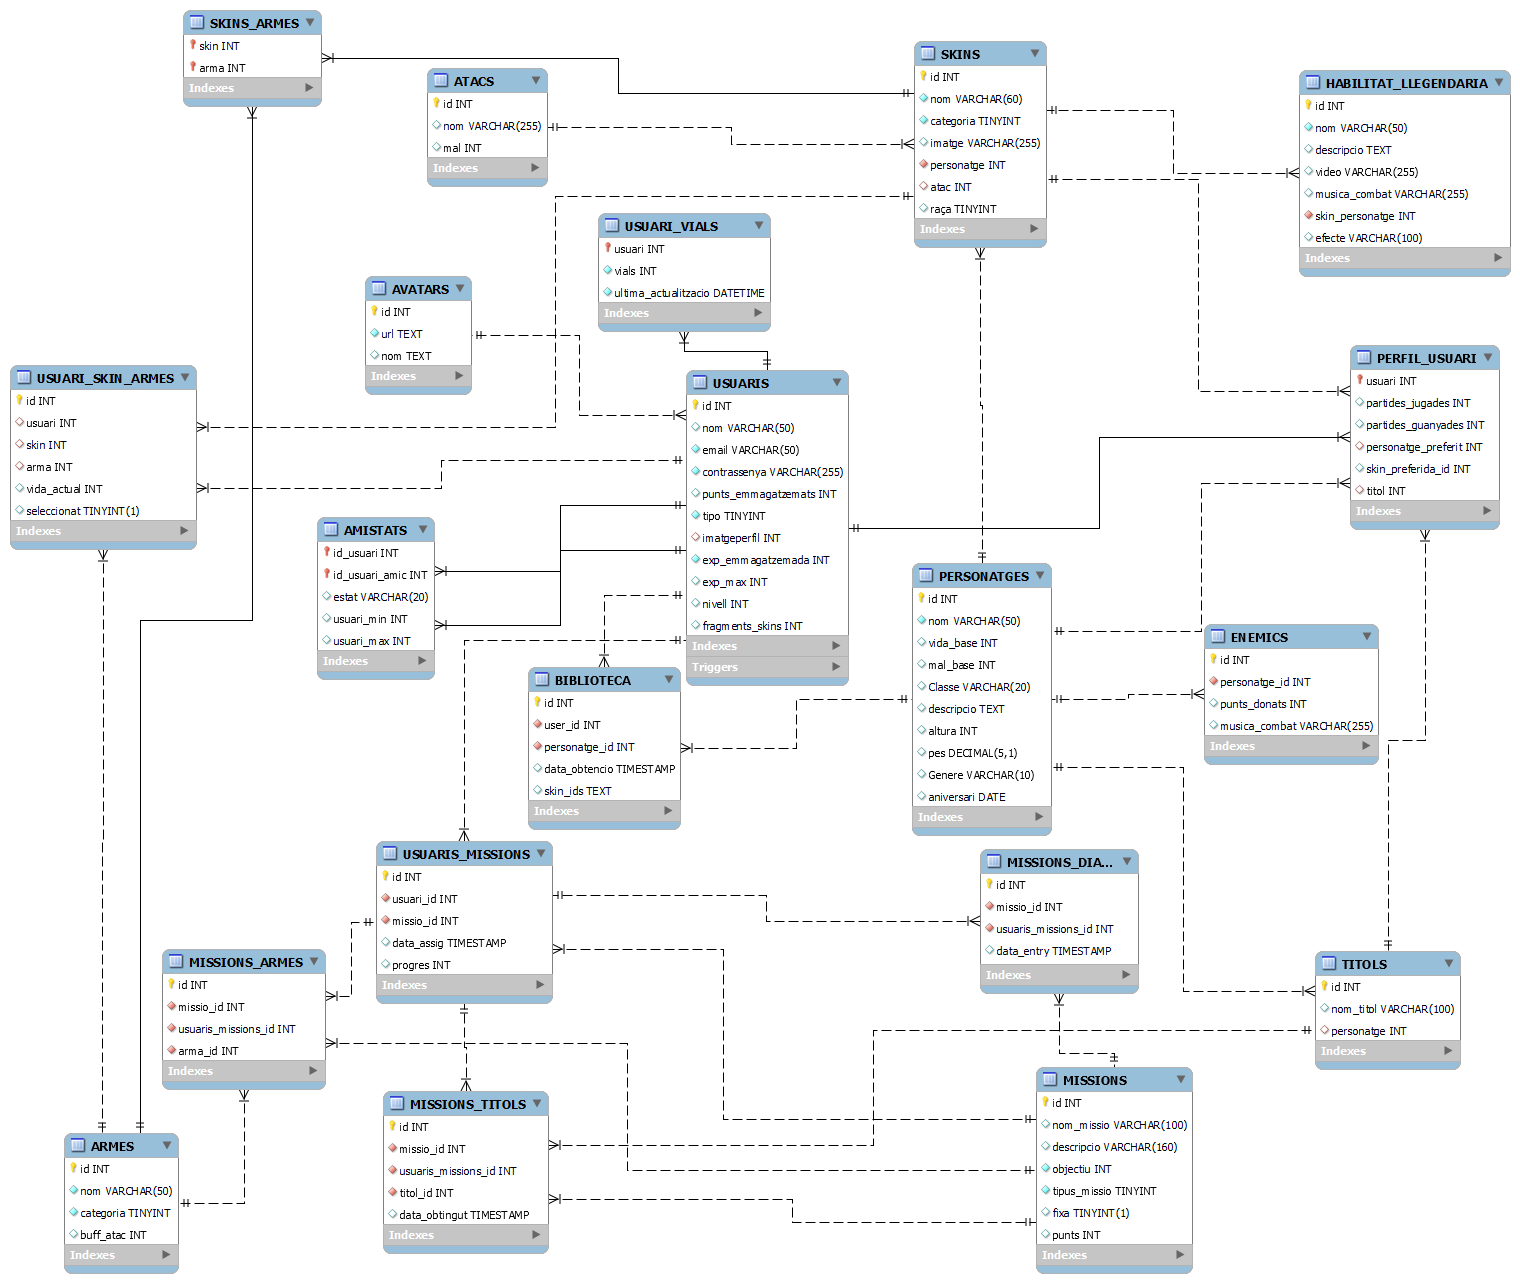 SKINS_ARMES
skin INT
arma INT
Indexes
ATACS
id INT
nom VARCHAR(255)
mal INT
Indexes
SKINS
id INT
nom VARCHAR(60)
categoria TINYINT
imatge VARCHAR(255)
personatge INT
atac INT
raça TINYINT
Indexes
HABILITAT_LLEGENDARIA
id INT
nom VARCHAR(50)
descripcio TEXT
video VARCHAR(255)
musica_combat VARCHAR(255)
skin_personatge INT
efecte VARCHAR(100)
Indexes
USUARI_VIALS
usuari INT
vials INT
ultima_actualitzacio DATETIME
Indexes
AVATARS
id INT
url TEXT
nom TEXT
Indexes
USUARI_SKIN_ARMES
id INT
usuari INT
skin INT
arma INT
vida_actual INT
seleccionat TINYINT(1)
Indexes
USUARIS
id INT
nom VARCHAR(50)
email VARCHAR(50)
contrassenya VARCHAR(255)
punts_emmagatzemats INT
tipo TINYINT
imatgeperfil INT
exp_emmagatzemada INT
exp_max INT
nivell INT
fragments_skins INT
Indexes
Triggers
PERFIL_USUARI
usuari INT
partides_jugades INT
partides_guanyades INT
personatge_preferit INT
skin_preferida_id INT
titol INT
Indexes
AMISTATS
id_usuari INT
id_usuari_amic INT
estat VARCHAR(20)
usuari_min INT
usuari_max INT
Indexes
PERSONATGES
id INT
nom VARCHAR(50)
vida_base INT
mal_base INT
Classe VARCHAR(20)
descripcio TEXT
altura INT
pes DECIMAL(5,1)
Genere VARCHAR(10)
aniversari DATE
Indexes
ENEMICS
id INT
personatge_id INT
punts_donats INT
musica_combat VARCHAR(255)
Indexes
BIBLIOTECA
id INT
user_id INT
personatge_id INT
data_obtencio TIMESTAMP
skin_ids TEXT
Indexes
USUARIS_MISSIONS
id INT
usuari_id INT
missio_id INT
data_assig TIMESTAMP
progres INT
Indexes
MISSIONS_DIA...
id INT
missio_id INT
usuaris_missions_id INT
data_entry TIMESTAMP
Indexes
MISSIONS_ARMES
id INT
missio_id INT
usuaris_missions_id INT
arma_id INT
Indexes
TITOLS
id INT
nom_titol VARCHAR(100)
personatge INT
Indexes
MISSIONS_TITOLS
id INT
missio_id INT
usuaris_missions_id INT
titol_id INT
data_obtingut TIMESTAMP
Indexes
MISSIONS
id INT
nom_missio VARCHAR(100)
descripcio VARCHAR(160)
objectiu INT
tipus_missio TINYINT
fixa TINYINT(1)
punts INT
Indexes
ARMES
id INT
nom VARCHAR(50)
categoria TINYINT
buff_atac INT
Indexes